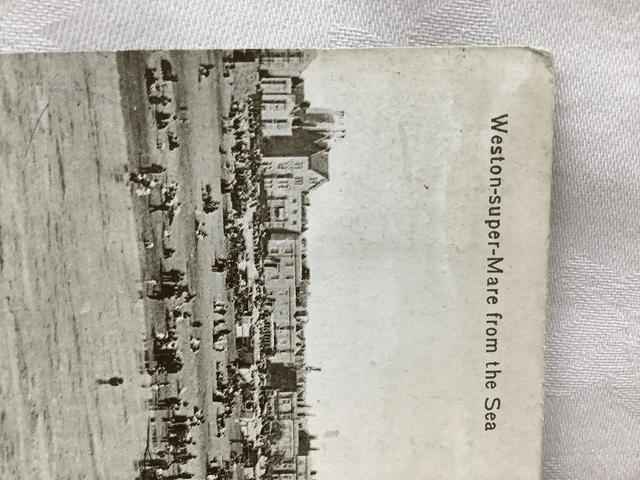 Weston-super-Mare from the Sea